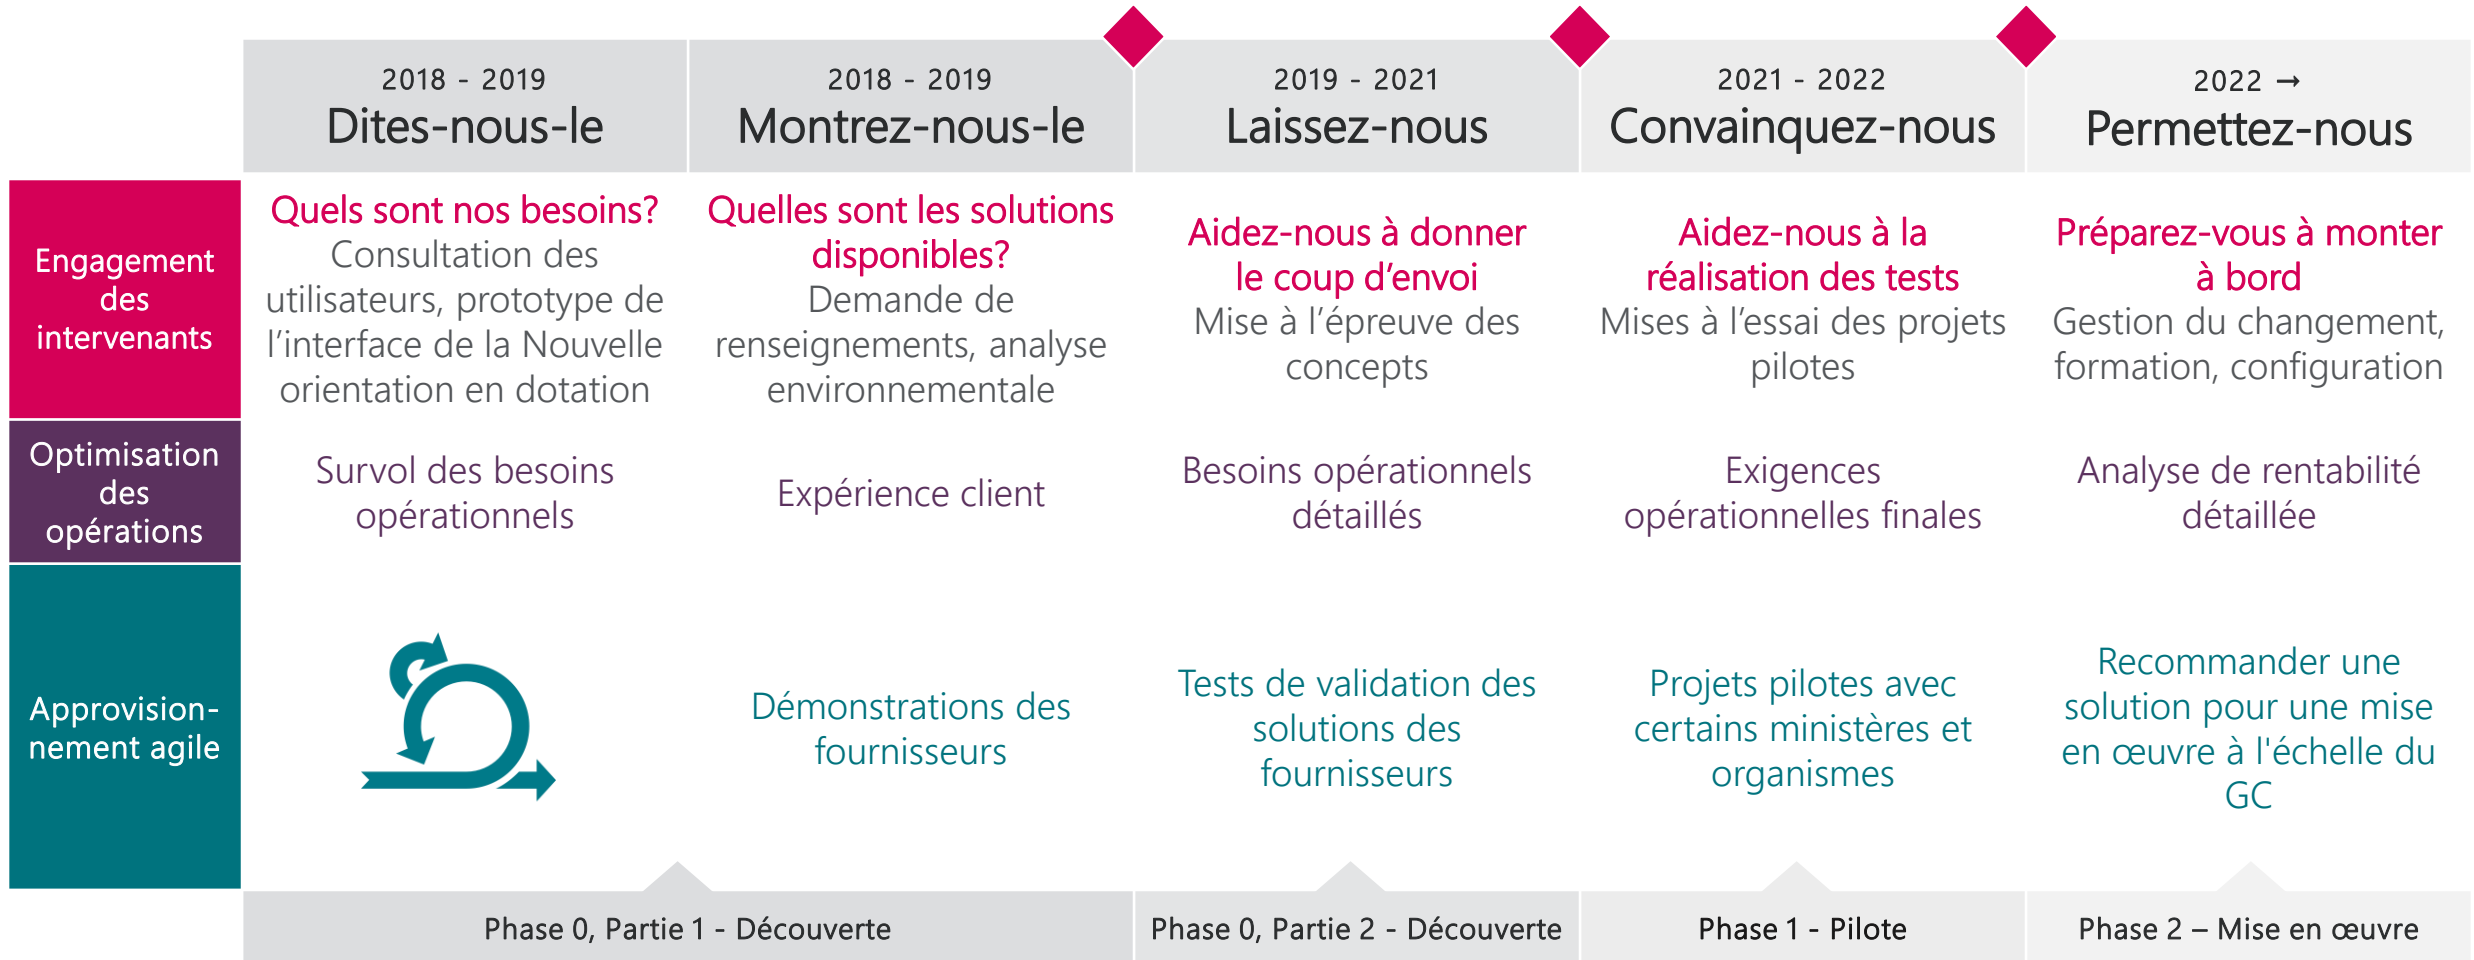 2018 - 2019
Dites-nous-le
2018 - 2019
Montrez-nous-le
2019 - 2021
Laissez-nous
2021 - 2022
Convainquez-nous
2022 →
Permettez-nous
Engagement
des
intervenants
Quels sont nos besoins?
Consultation des
utilisateurs, prototype de
l’interface de la Nouvelle
orientation en dotation
Quelles sont les solutions
disponibles?
Demande de
renseignements, analyse
environnementale
Aidez-nous à donner
le coup d’envoi
Mise à l’épreuve des
concepts
Aidez-nous à la
réalisation des tests
Mises à l’essai des projets
pilotes
Préparez-vous à monter
à bord
Gestion du changement,
formation, configuration
Optimisation
des
opérations
Survol des besoins
opérationnels
Expérience client
Besoins opérationnels
détaillés
Exigences
opérationnelles finales
Analyse de rentabilité
détaillée
Approvision-
nement agile
Démonstrations des
fournisseurs
Tests de validation des
solutions des
fournisseurs
Projets pilotes avec
certains ministères et
organismes
Recommander une
solution pour une mise
en œuvre à l'échelle du
GC
Phase 0, Partie 1 - Découverte
Phase 0, Partie 2 - Découverte
Phase 1 - Pilote
Phase 2 – Mise en œuvre